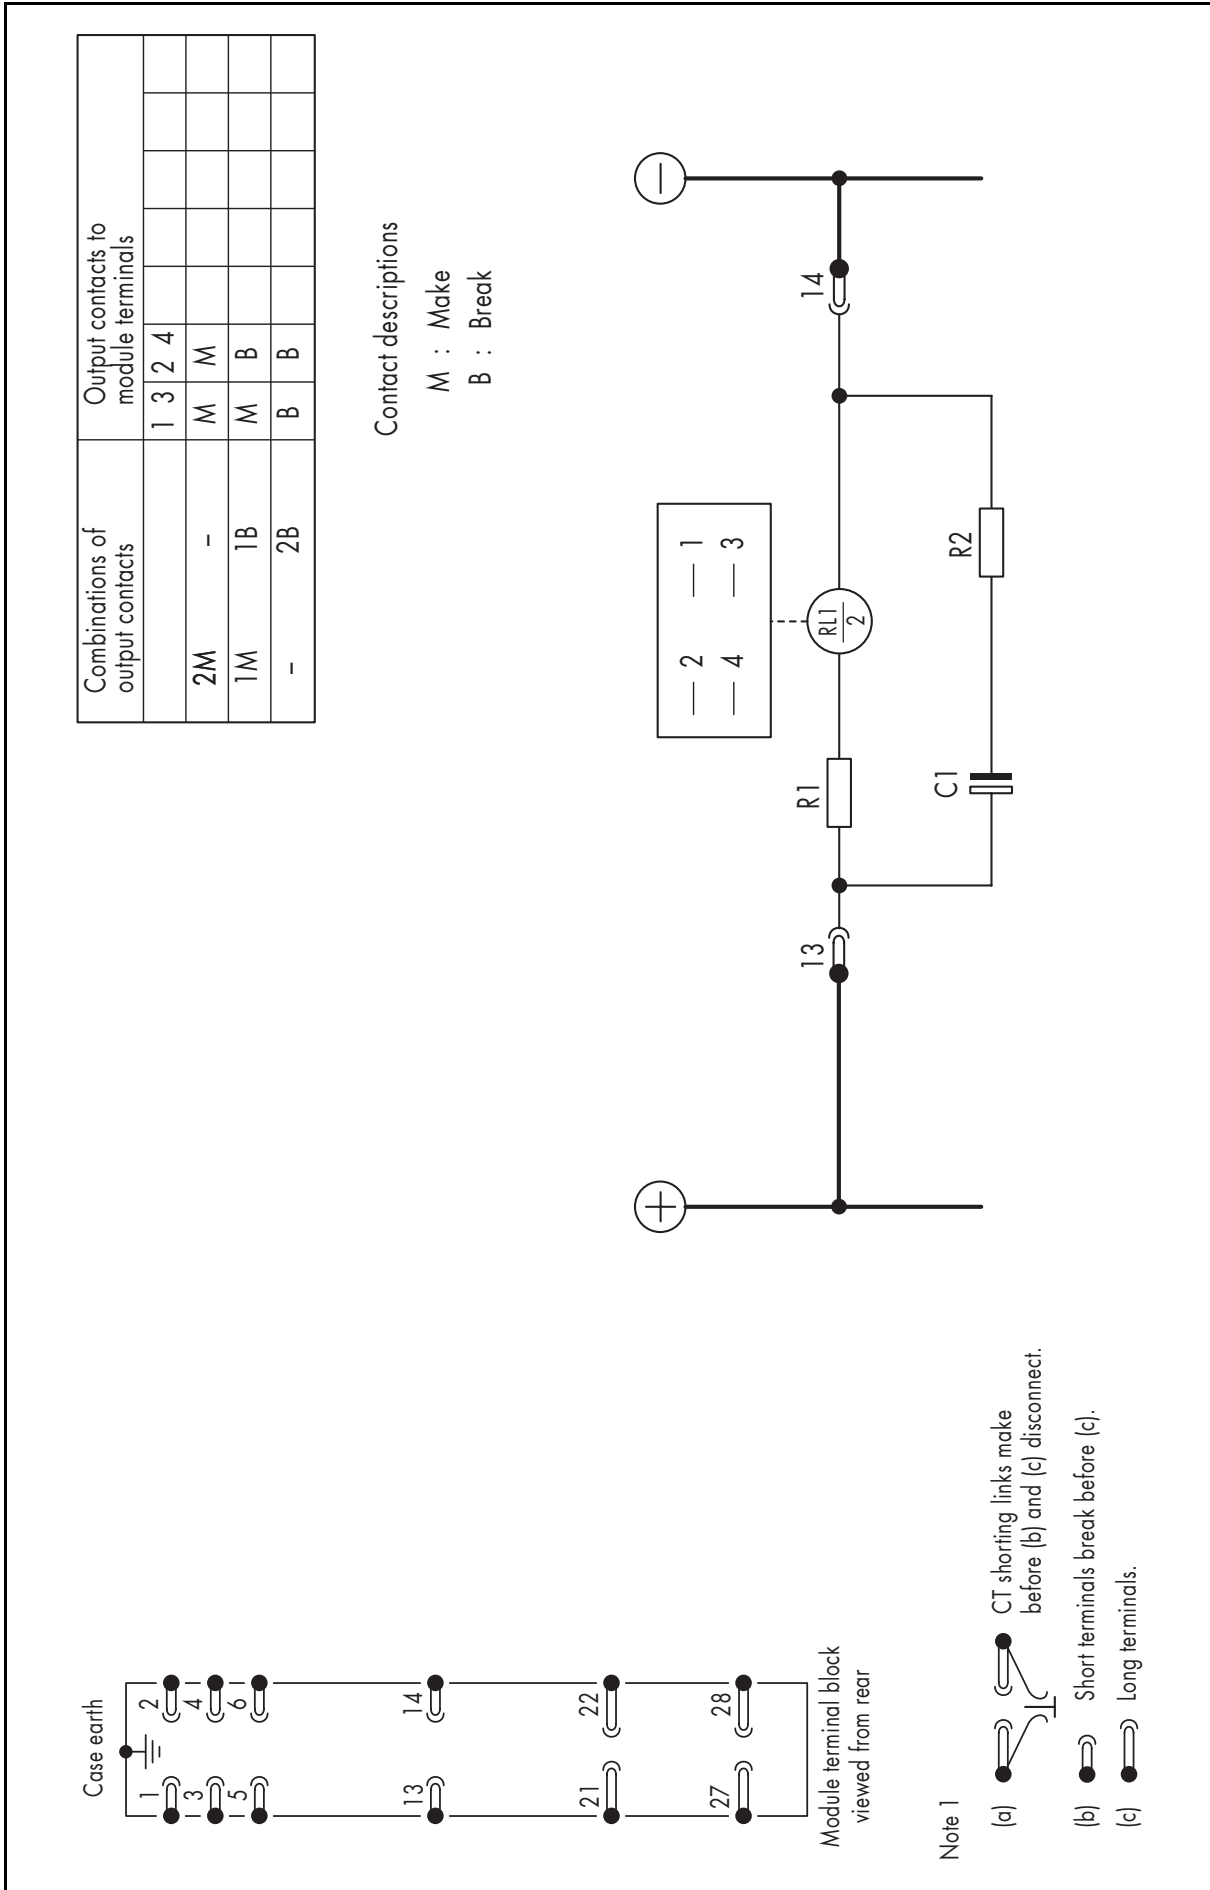 Case earth
1 2
3 4
5 6
13 14
21 22
27 28
Module terminal block
viewed from rear
Note 1
(a) CT shorting links make
before (b) and (c) disconnect.
(b) Short terminals break before (c).
(c) Long terminals.
+
−
13
14
R1
RL1
2
C1
R2
2 1
4 3
Combinations of
output contacts
Output contacts to
module terminals
1 3 2 4
2M - M M
1M 1B M B
- 2B B B
Contact descriptions
M : Make
B : Break